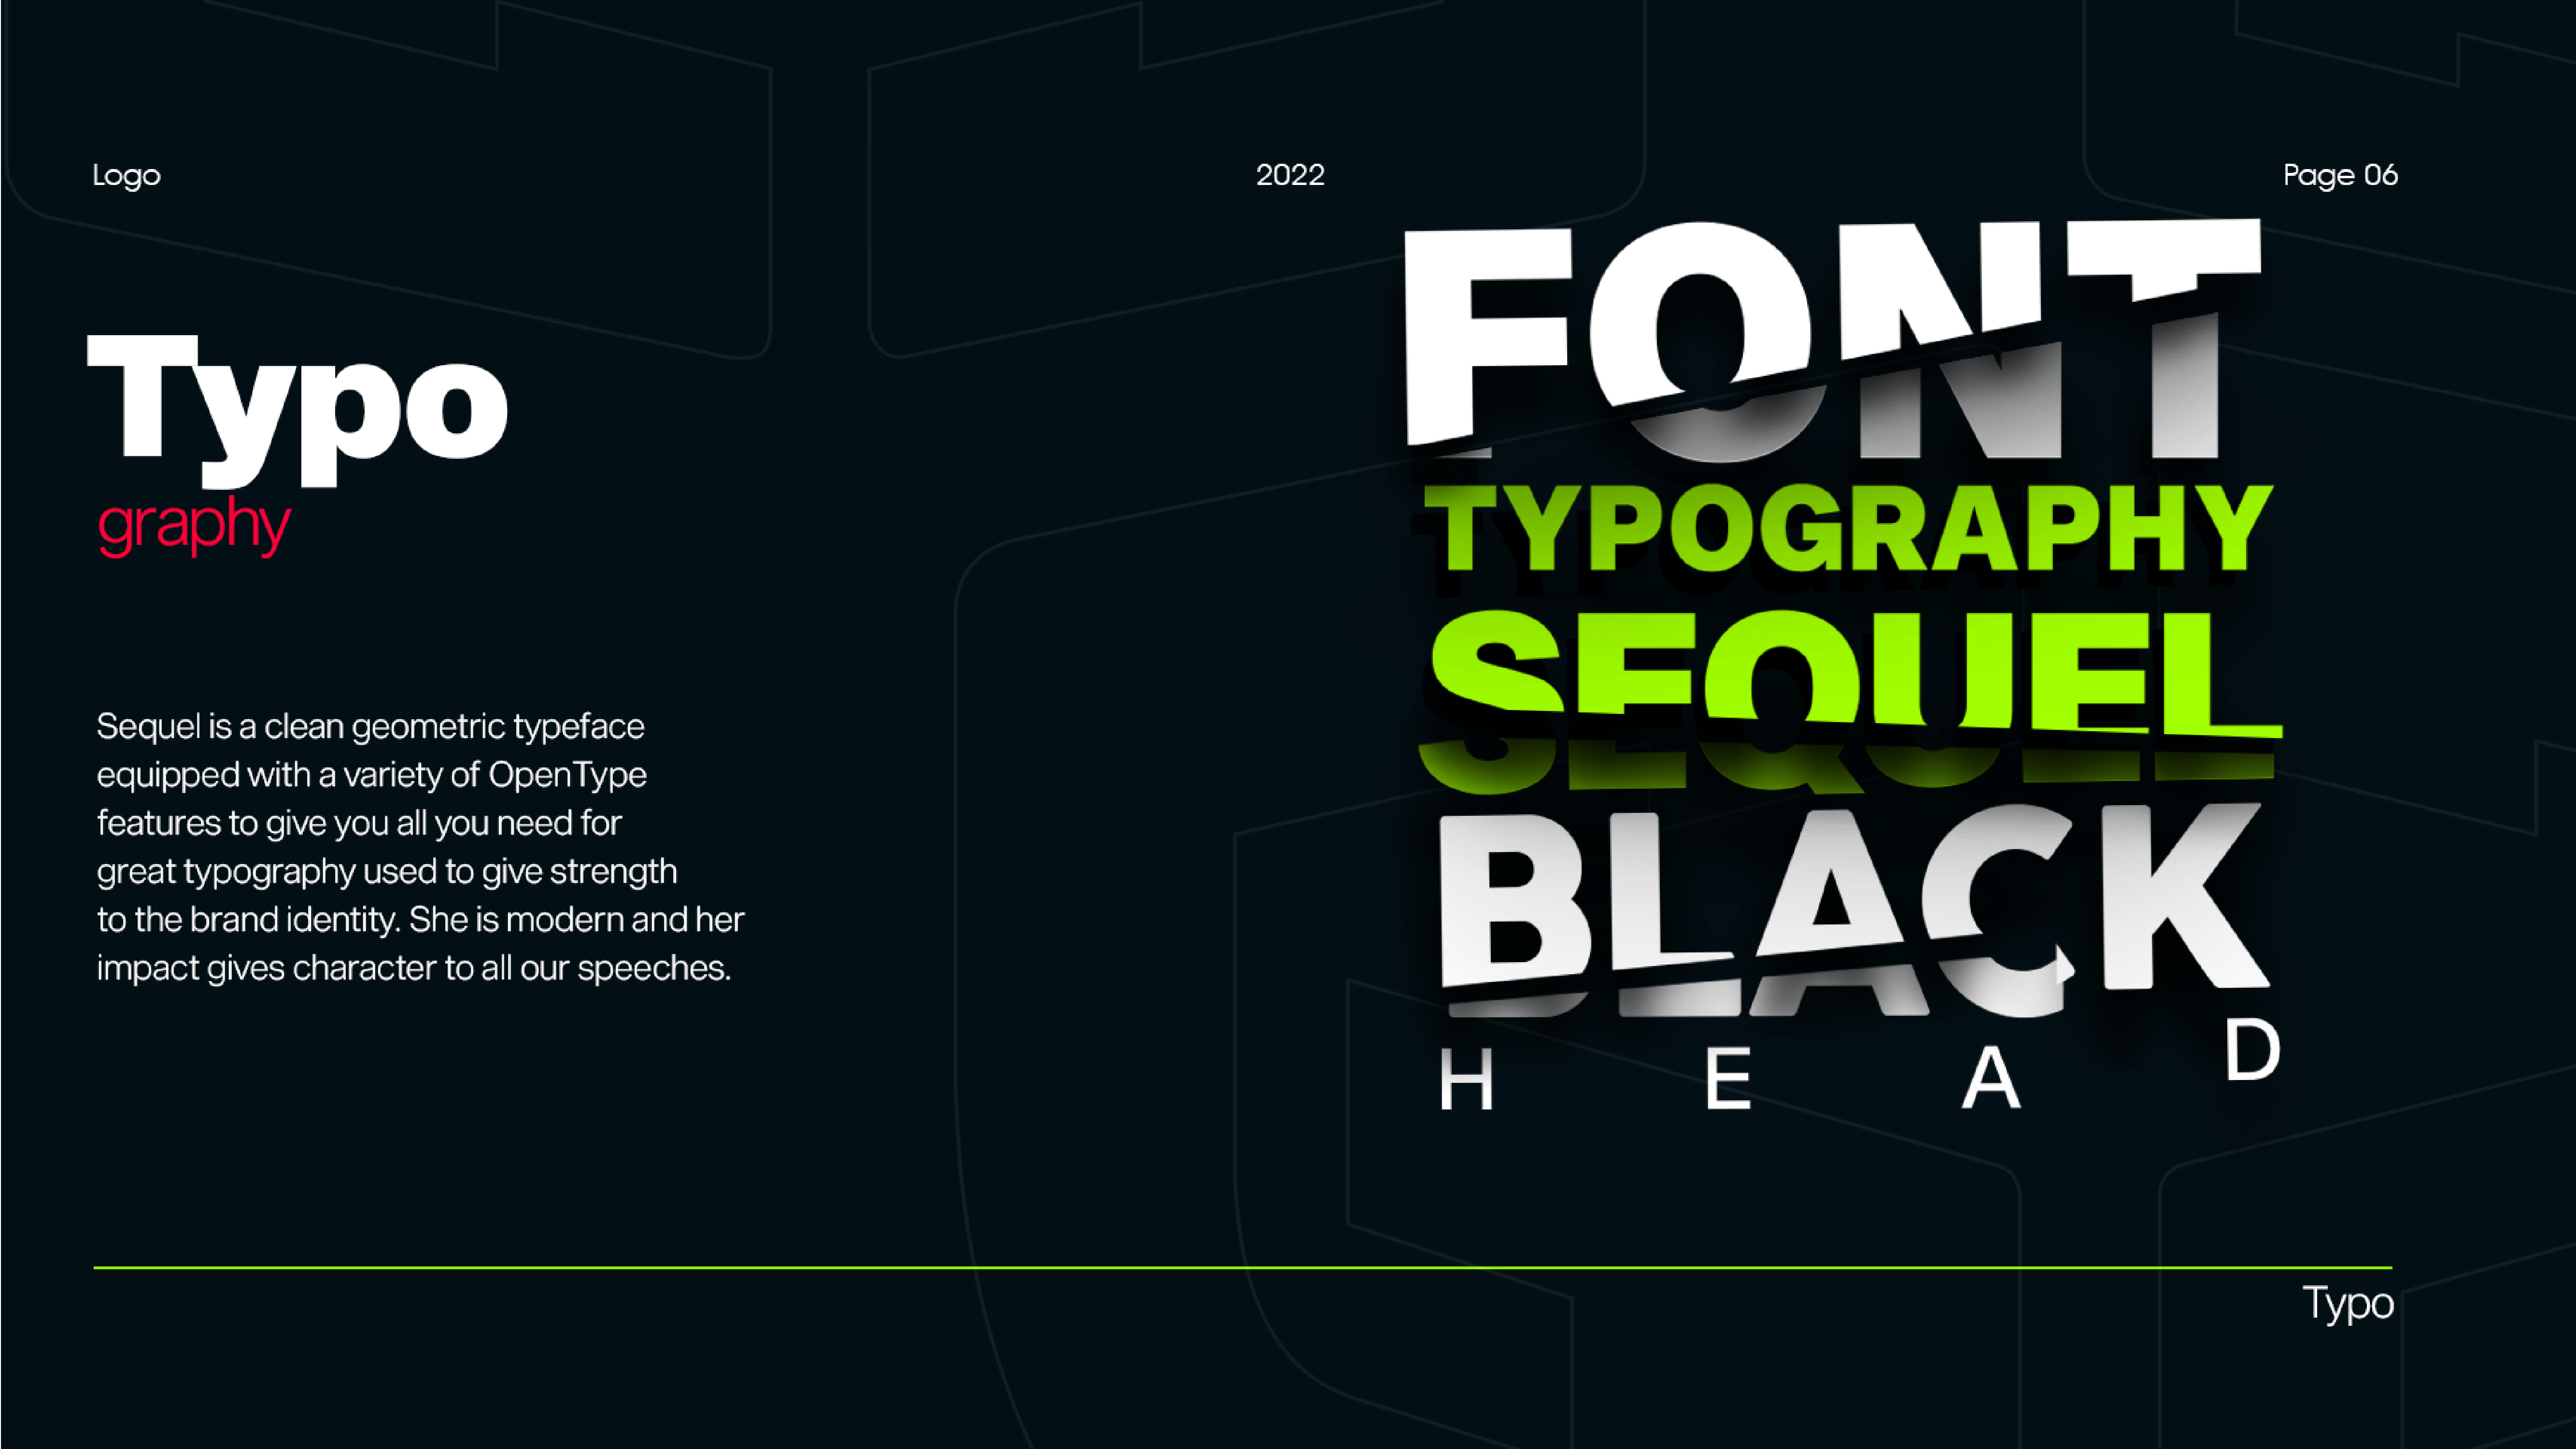 Logo
2022
Page 06
Typo
graphy
Sequel is a clean geometric typeface
equipped with a variety of OpenType
features to give you all you need for
great typography used to give strength
to the brand identity. She is modern and her
impact gives character to all our speeches.
FONT
TYPOGRAPHY
SEQUEL
BLACK
HEAD
Typo